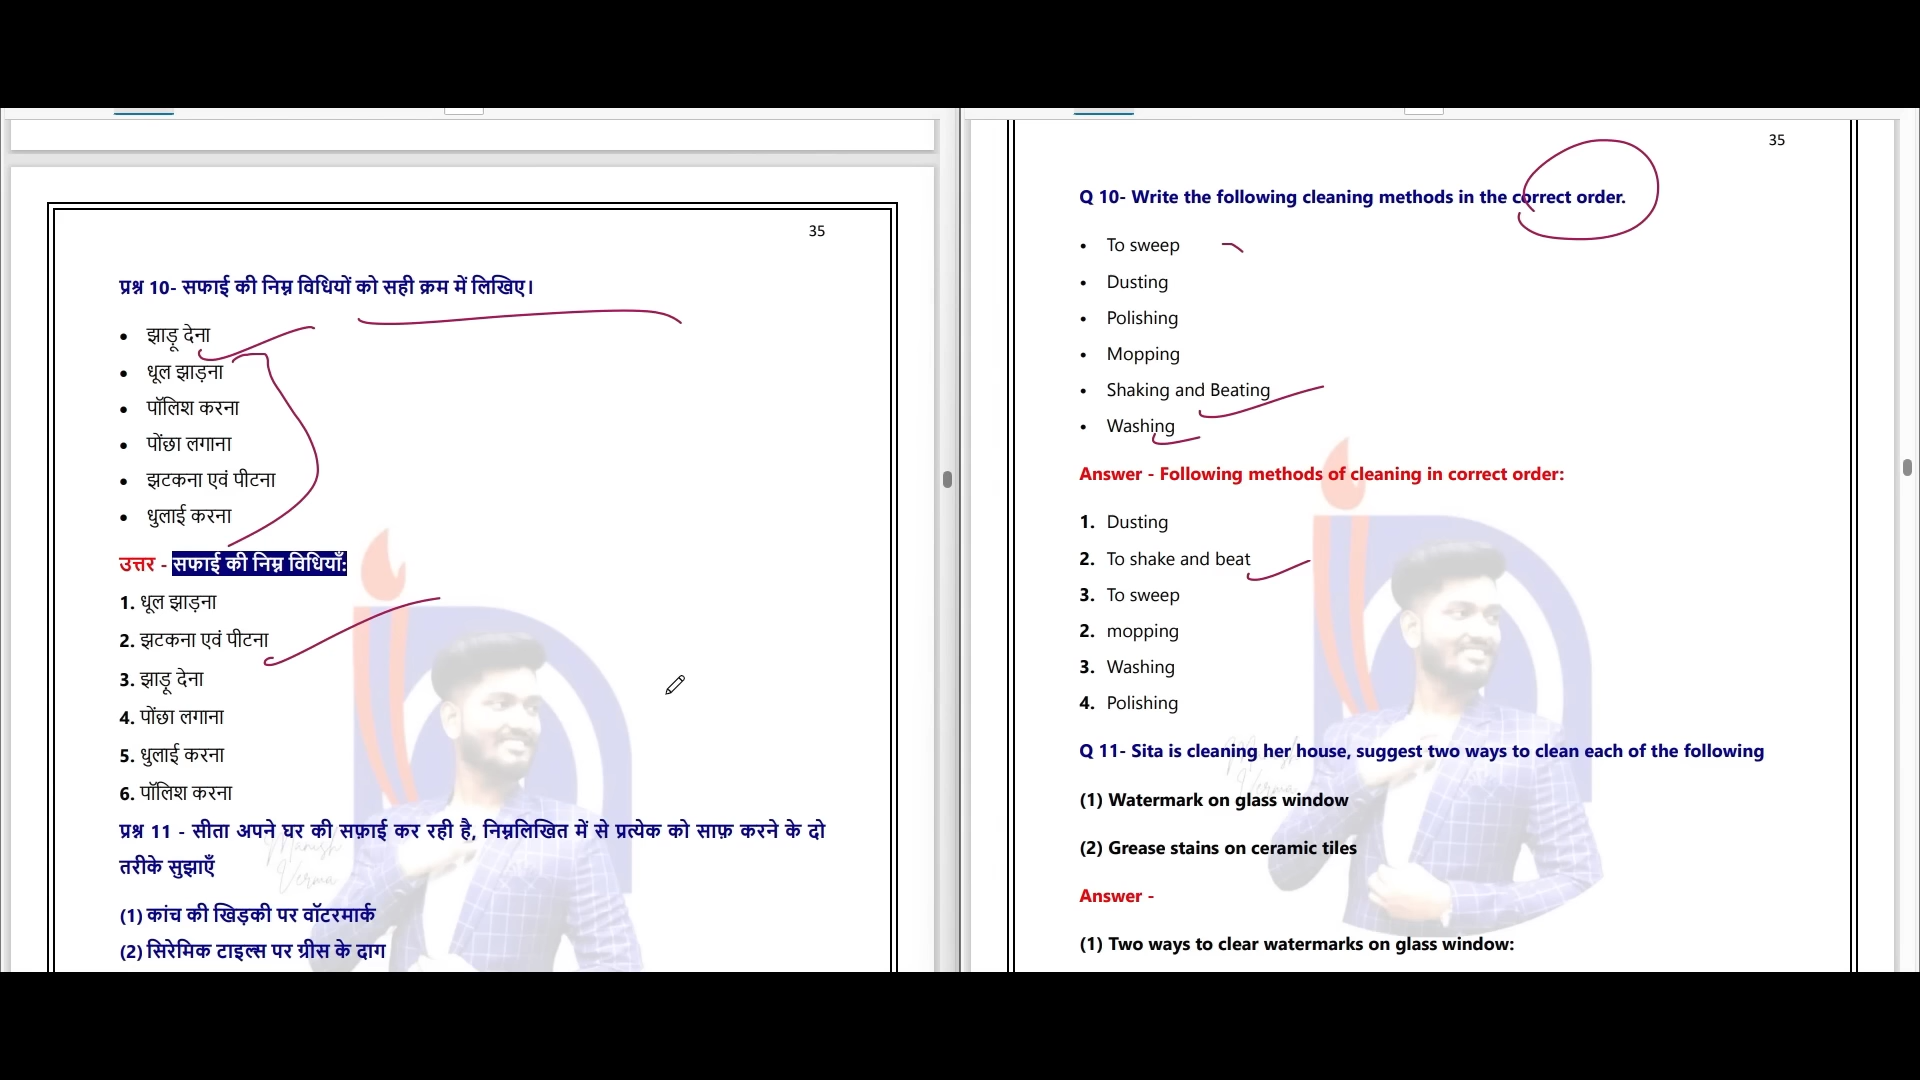 35
प्रश्न 10- सफाई की निम्न विधियों को सही क्रम में लिखिए।
• झाड़ू देना
• धूल झाड़ना
• पॉलिश करना
• पोंछा लगाना
• झटकना एवं पीटना
• धुलाई करना
उत्तर - सफाई की निम्न विधियाँ:
1. धूल झाड़ना
2. झटकना एवं पीटना
3. झाड़ू देना
4. पोंछा लगाना
5. धुलाई करना
6. पॉलिश करना
प्रश्न 11 - सीता अपने घर की सफ़ाई कर रही है, निम्नलिखित में से प्रत्येक को साफ़ करने के दो
तरीके सुझाएँ
(1) कांच की खिड़की पर वॉटरमार्क
(2) सिरेमिक टाइल्स पर ग्रीस के दाग
Manish
Verma
35
Q 10- Write the following cleaning methods in the correct order.
• To sweep
• Dusting
• Polishing
• Mopping
• Shaking and Beating
• Washing
Answer - Following methods of cleaning in correct order:
1. Dusting
2. To shake and beat
3. To sweep
2. mopping
3. Washing
4. Polishing
Q 11- Sita is cleaning her house, suggest two ways to clean each of the following
(1) Watermark on glass window
(2) Grease stains on ceramic tiles
Answer -
(1) Two ways to clear watermarks on glass window:
Manish
Verma